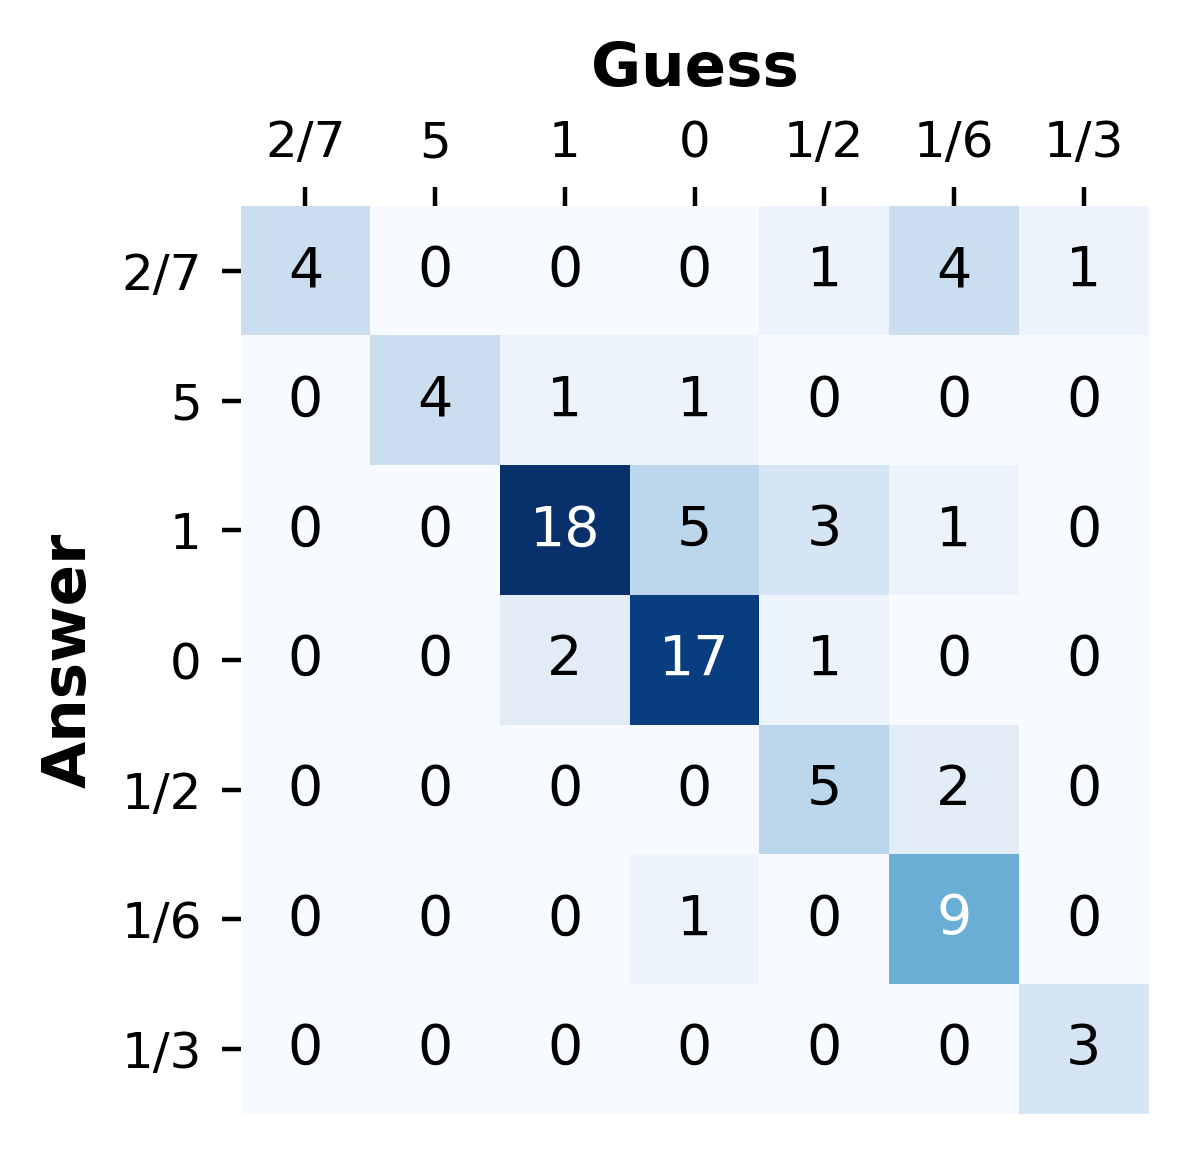 Guess
2/7 5 1 0 1/2 1/6 1/3
2/7 4 0 0 0 1 4 1
5 0 4 1 1 0 0 0
1 0 0 18 5 3 1 0
Answer
0 0 0 2 17 1 0 0
1/2 0 0 0 0 5 2 0
1/6 0 0 0 1 0 9 0
1/3 0 0 0 0 0 0 3